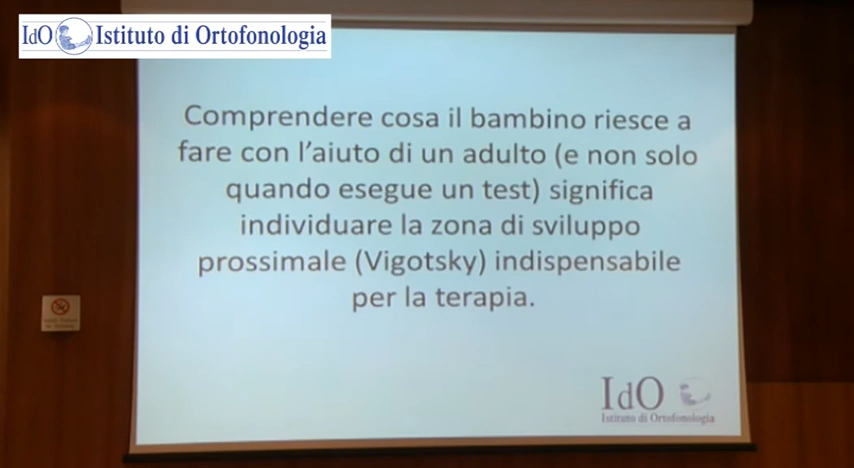 IdO Istituto di Ortofonologia
Comprendere cosa il bambino riesce a
fare con l'aiuto di un adulto (e non solo
quando esegue un test) significa
individuare la zona di sviluppo
prossimale (Vigotsky) indispensabile
per la terapia.
IdO
Istituto di Ortofonologia